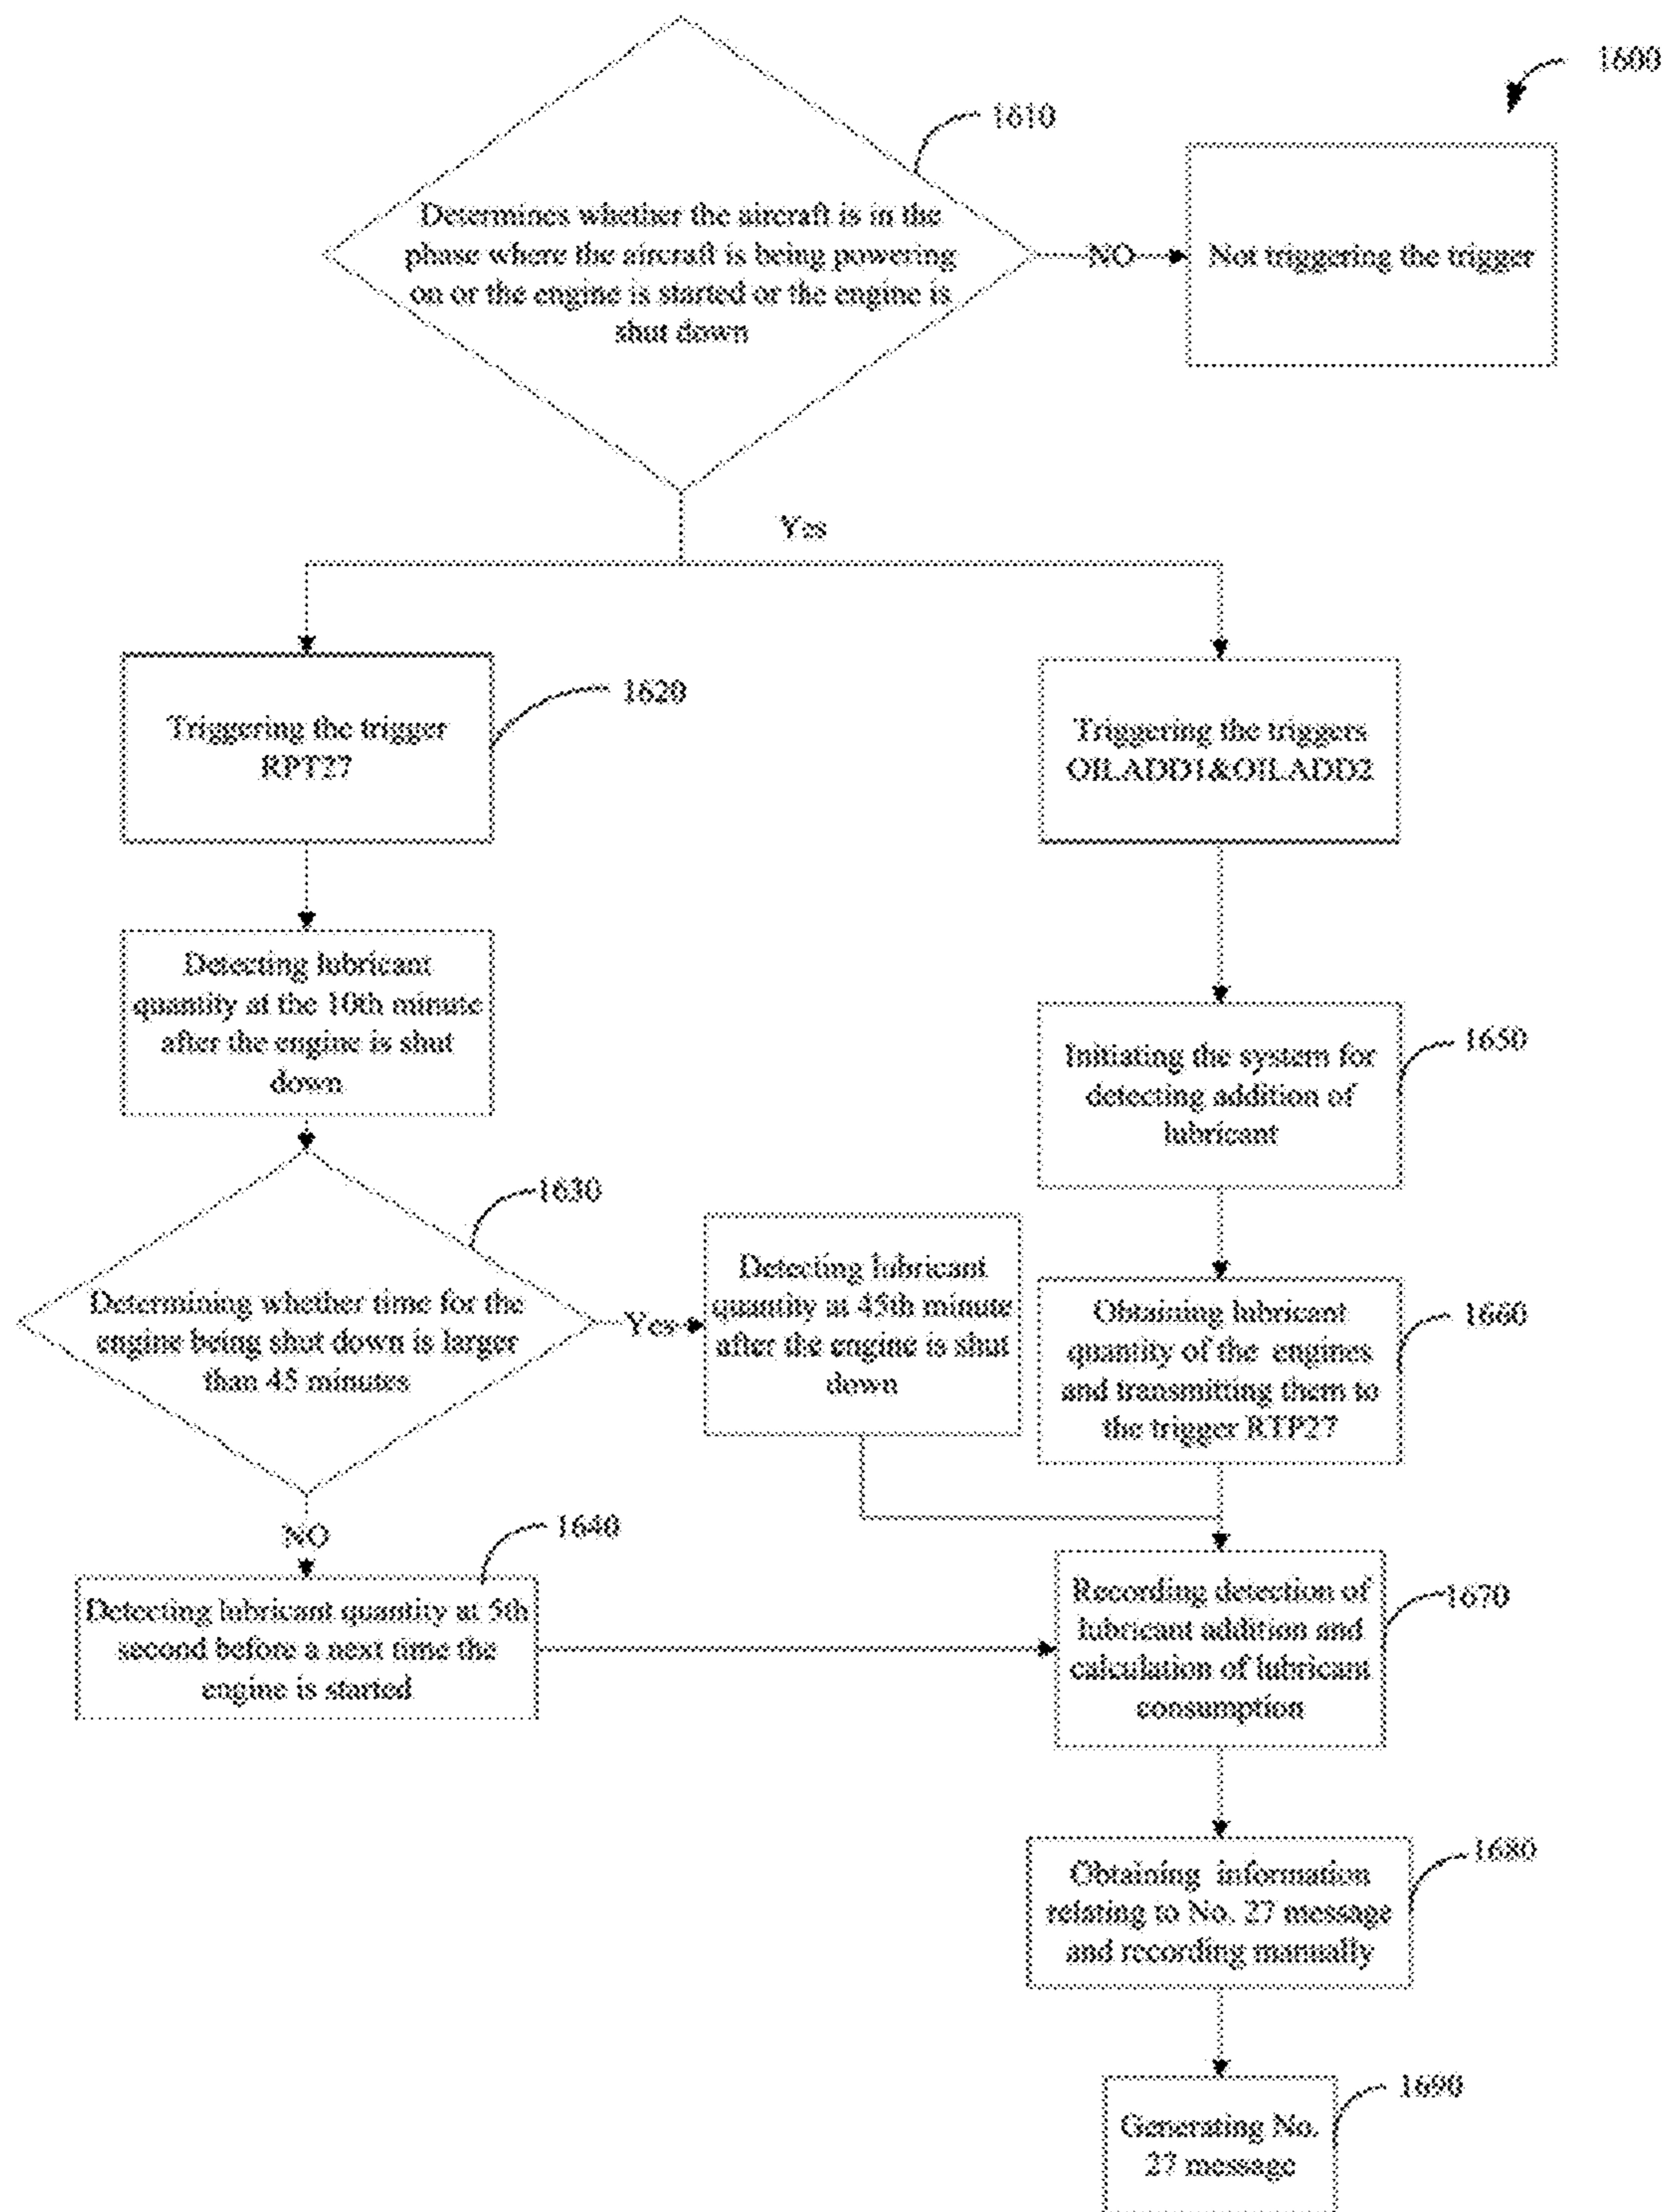 1600
1610
Determines whether the aircraft is in the
phase where the aircraft is being powering
on or the engine is started or the engine is
shut down
NO
Not triggering the trigger
Yes
Triggering the trigger
RPT27
1620
Triggering the triggers
OILADD1&OILADD2
Detecting lubricant
quantity at the 10th minute
after the engine is shut
down
Initiating the system for
detecting addition of
lubricant
1650
1630
Determining whether time for the
engine being shut down is larger
than 45 minutes
Yes
Detecting lubricant
quantity at 45th minute
after the engine is shut
down
Obtaining lubricant
quantity of the engines
and transmitting them to
the trigger RTP27
1660
NO
1640
Detecting lubricant quantity at 5th
second before a next time the
engine is started
Recording detection of
lubricant addition and
calculation of lubricant
consumption
1670
Obtaining information
relating to No. 27 message
and recording manually
1680
Generating No.
27 message
1690